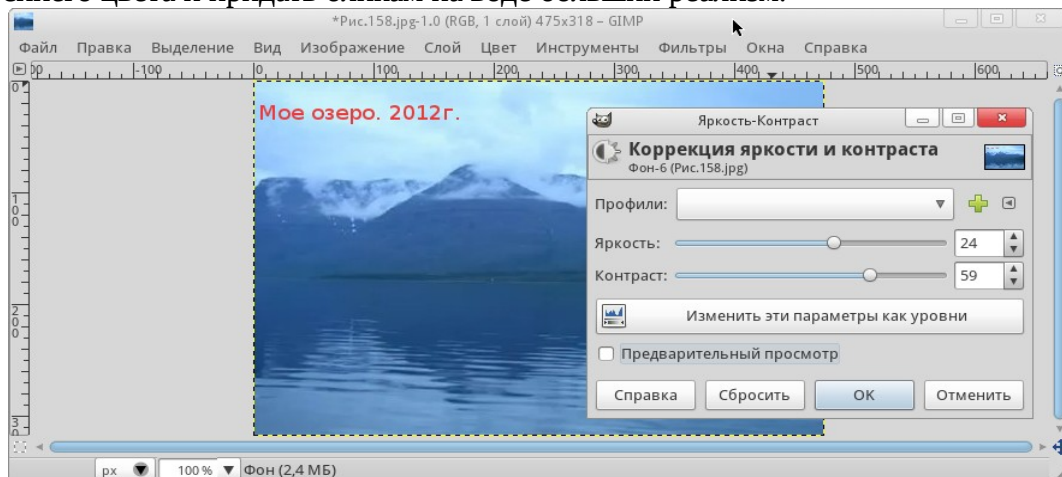 цвета и придать бликам на воде больший реализм.
*Рис.158.jpg-1.0 (RGB, 1 слой) 475x318 – GIMP
Файл Правка Выделение Вид Изображение Слой Цвет Инструменты Фильтры Окна Справка
-100 0 100 200 300 400 500 600
0
Мое озеро. 2012г.
Яркость-Контраст
Коррекция яркости и контраста
Фон-6 (Рис.158.jpg)
Профили:
100
Яркость: 24
Контраст: 59
200
Изменить эти параметры как уровни
Предварительный просмотр
Справка Сбросить OK Отменить
px 100 % Фон (2,4 МБ)